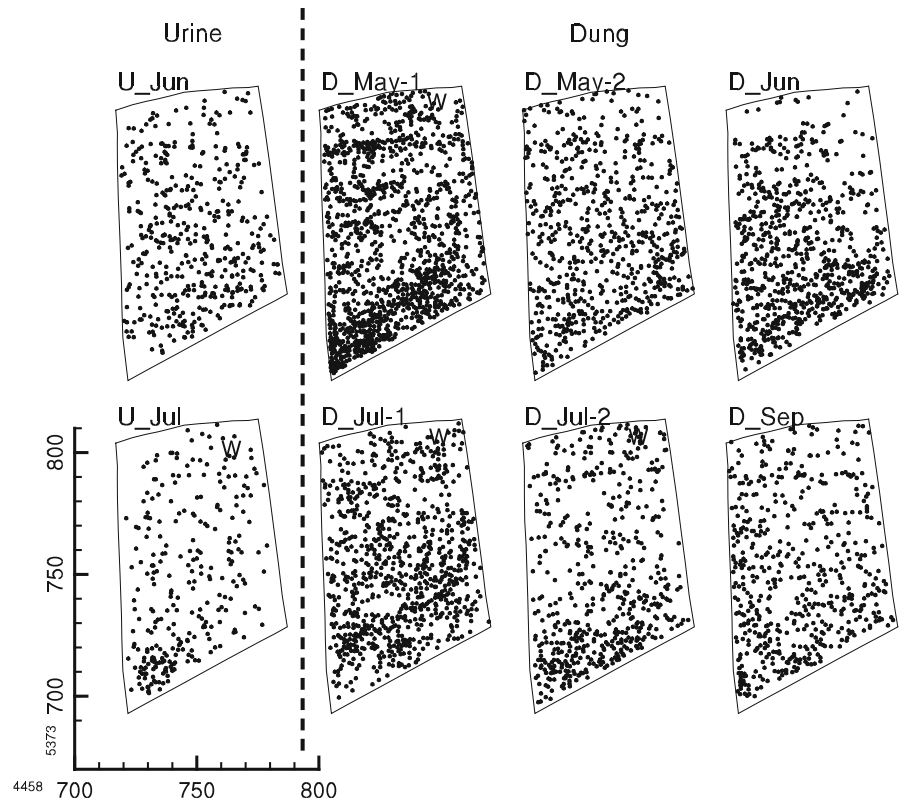 Urine Dung
U_Jun D_May-1 D_May-2 D_Jun
W
U_Jul D_Jul-1 D_Jul-2 D_Sep
W W W
800
750
700
5373
4458 700 750 800